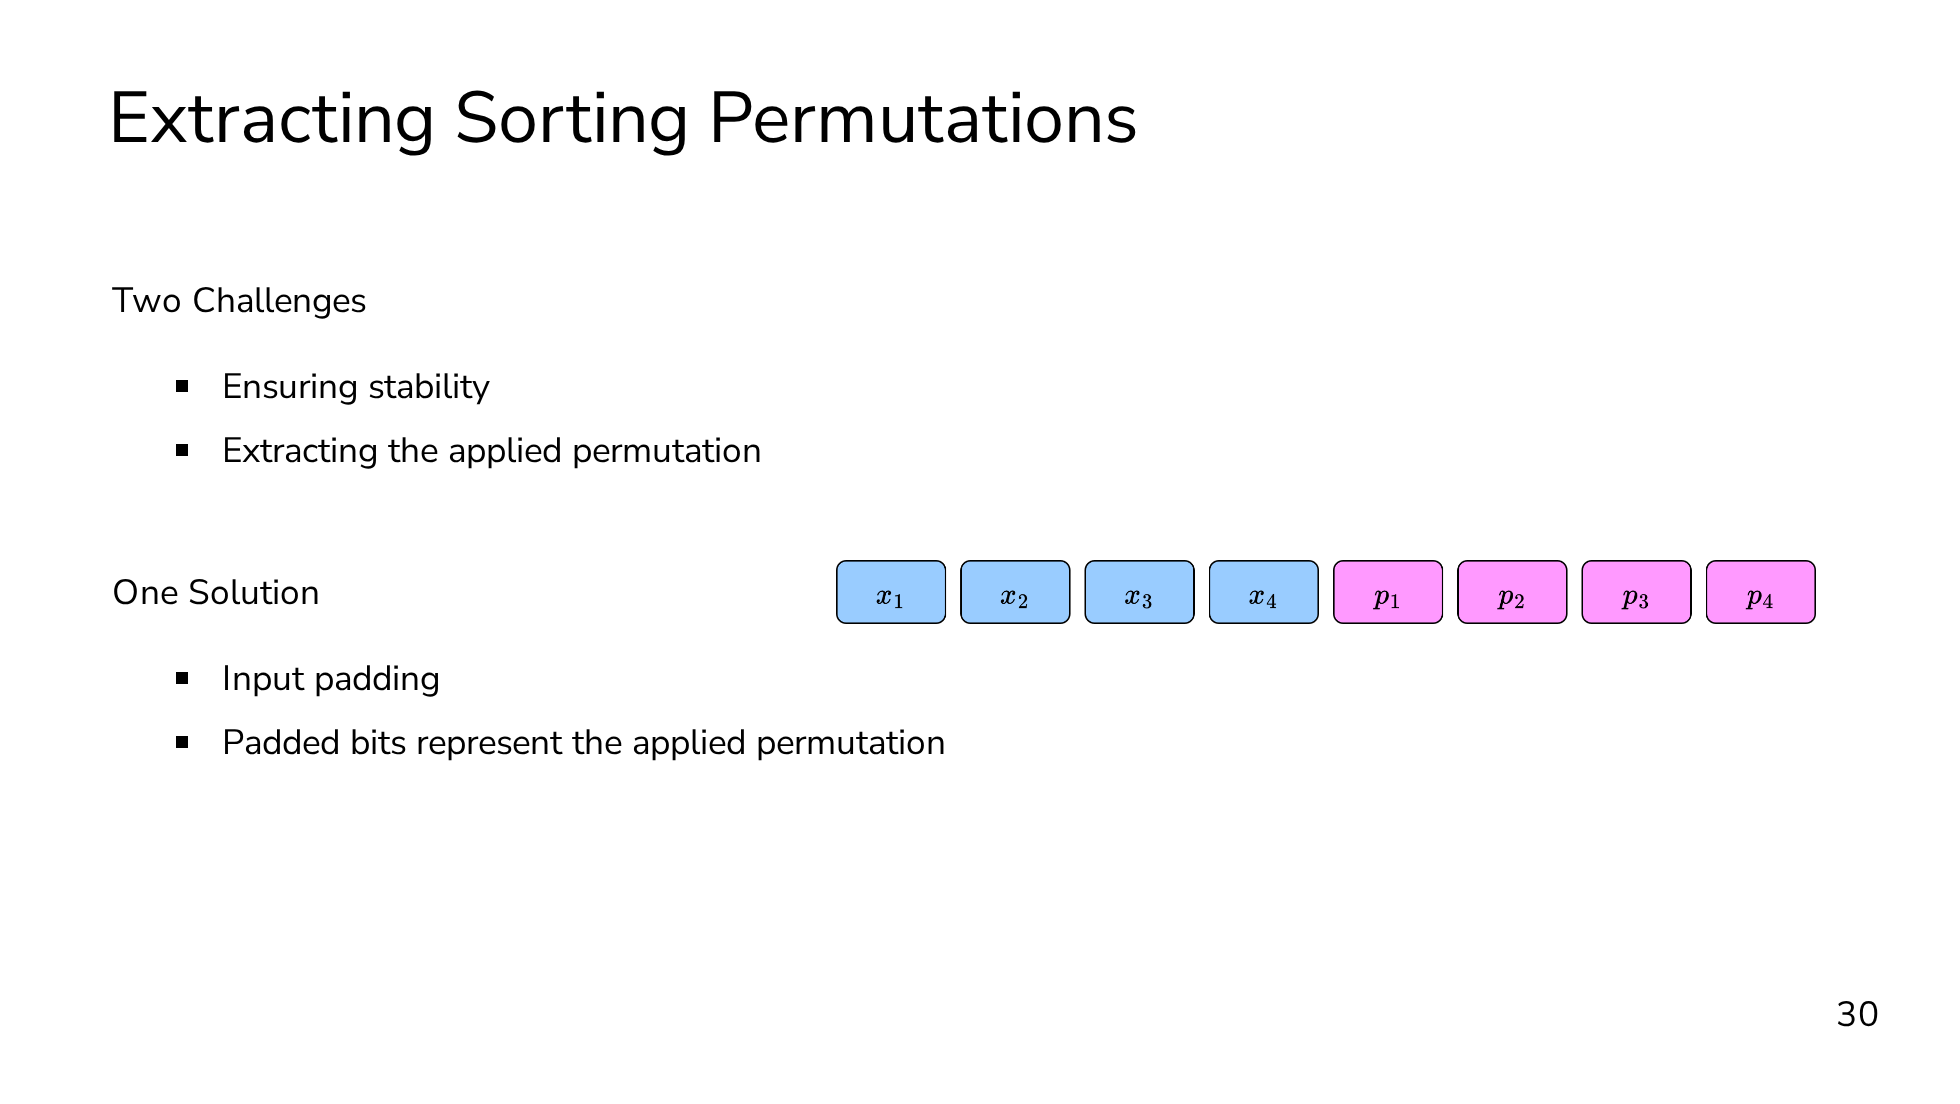 Extracting Sorting Permutations
Two Challenges
▪ Ensuring stability
▪ Extracting the applied permutation
One Solution
x₁ x₂ x₃ x₄ p₁ p₂ p₃ p₄
▪ Input padding
▪ Padded bits represent the applied permutation
30